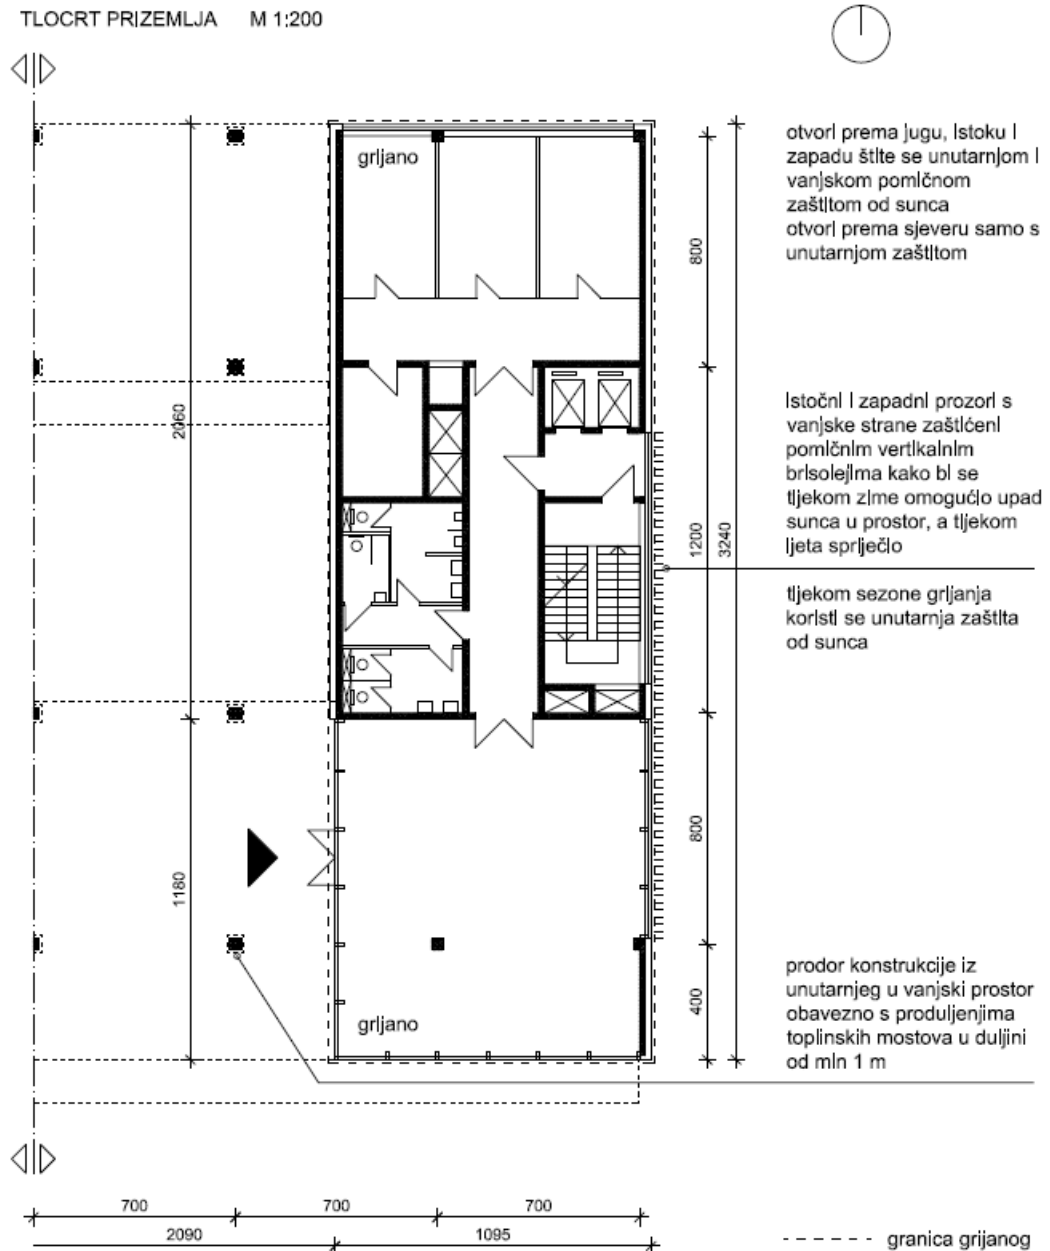 TLOCRT PRIZEMLJA M 1:200
otvori prema jugu, istoku i
zapadu štite se unutarnjom i
vanjskom pomičnom
zaštitom od sunca
otvori prema sjeveru samo s
unutarnjom zaštitom
grijano
800
2060
istočni i zapadni prozori s
vanjske strane zaštićeni
pomičnim vertikalnim
brisolejima kako bi se
tijekom zime omogućio upad
sunca u prostor, a tijekom
ljeta spriječio
1200
3240
tijekom sezone grijanja
koristi se unutarnja zaštita
od sunca
800
1180
prodor konstrukcije iz
unutarnjeg u vanjski prostor
obavezno s produljenjima
toplinskih mostova u duljini
od min 1 m
400
grijano
700
700
700
2090
1095
granica grijanog